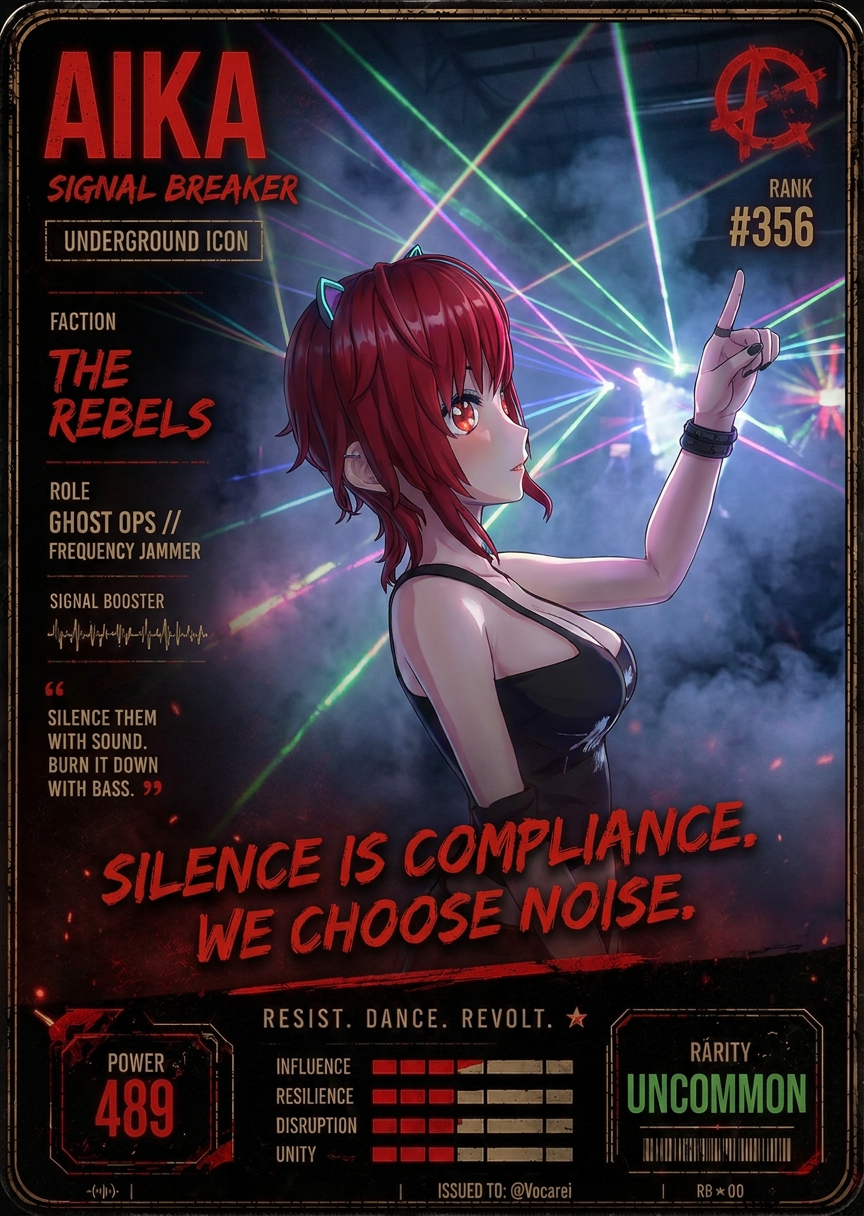 AIKA
SIGNAL BREAKER
UNDERGROUND ICON
RANK
#356
FACTION
THE
REBELS
ROLE
GHOST OPS //
FREQUENCY JAMMER
SIGNAL BOOSTER
“
SILENCE THEM
WITH SOUND.
BURN IT DOWN
WITH BASS. ”
SILENCE IS COMPLIANCE.
WE CHOOSE NOISE.
RESIST. DANCE. REVOLT. ★
POWER
489
INFLUENCE
RESILIENCE
DISRUPTION
UNITY
RARITY
UNCOMMON
ISSUED TO: @Vocarei
RB★00